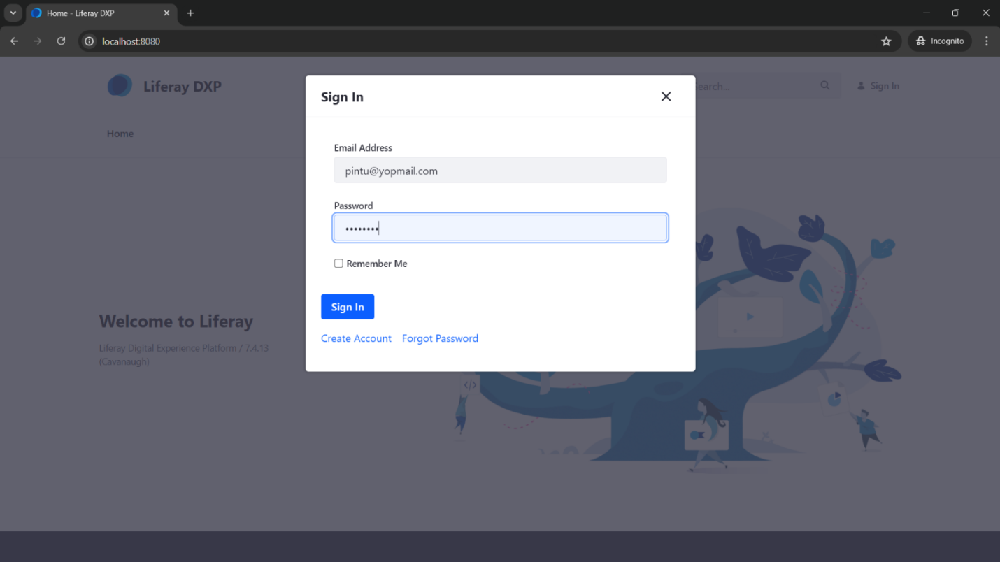 Home - Liferay DXP
localhost:8080
Incognito
Liferay DXP
Search...
Sign In
Home
Sign In
Email Address
pintu@yopmail.com
Password
••••••••
Remember Me
Sign In
Create Account Forgot Password
Welcome to Liferay
Liferay Digital Experience Platform / 7.4.13
(Cavanaugh)